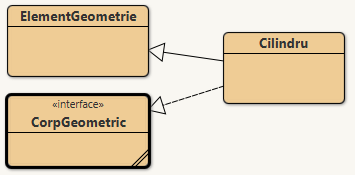 ElementGeometrie
Cilindru
«interface»
CorpGeometric